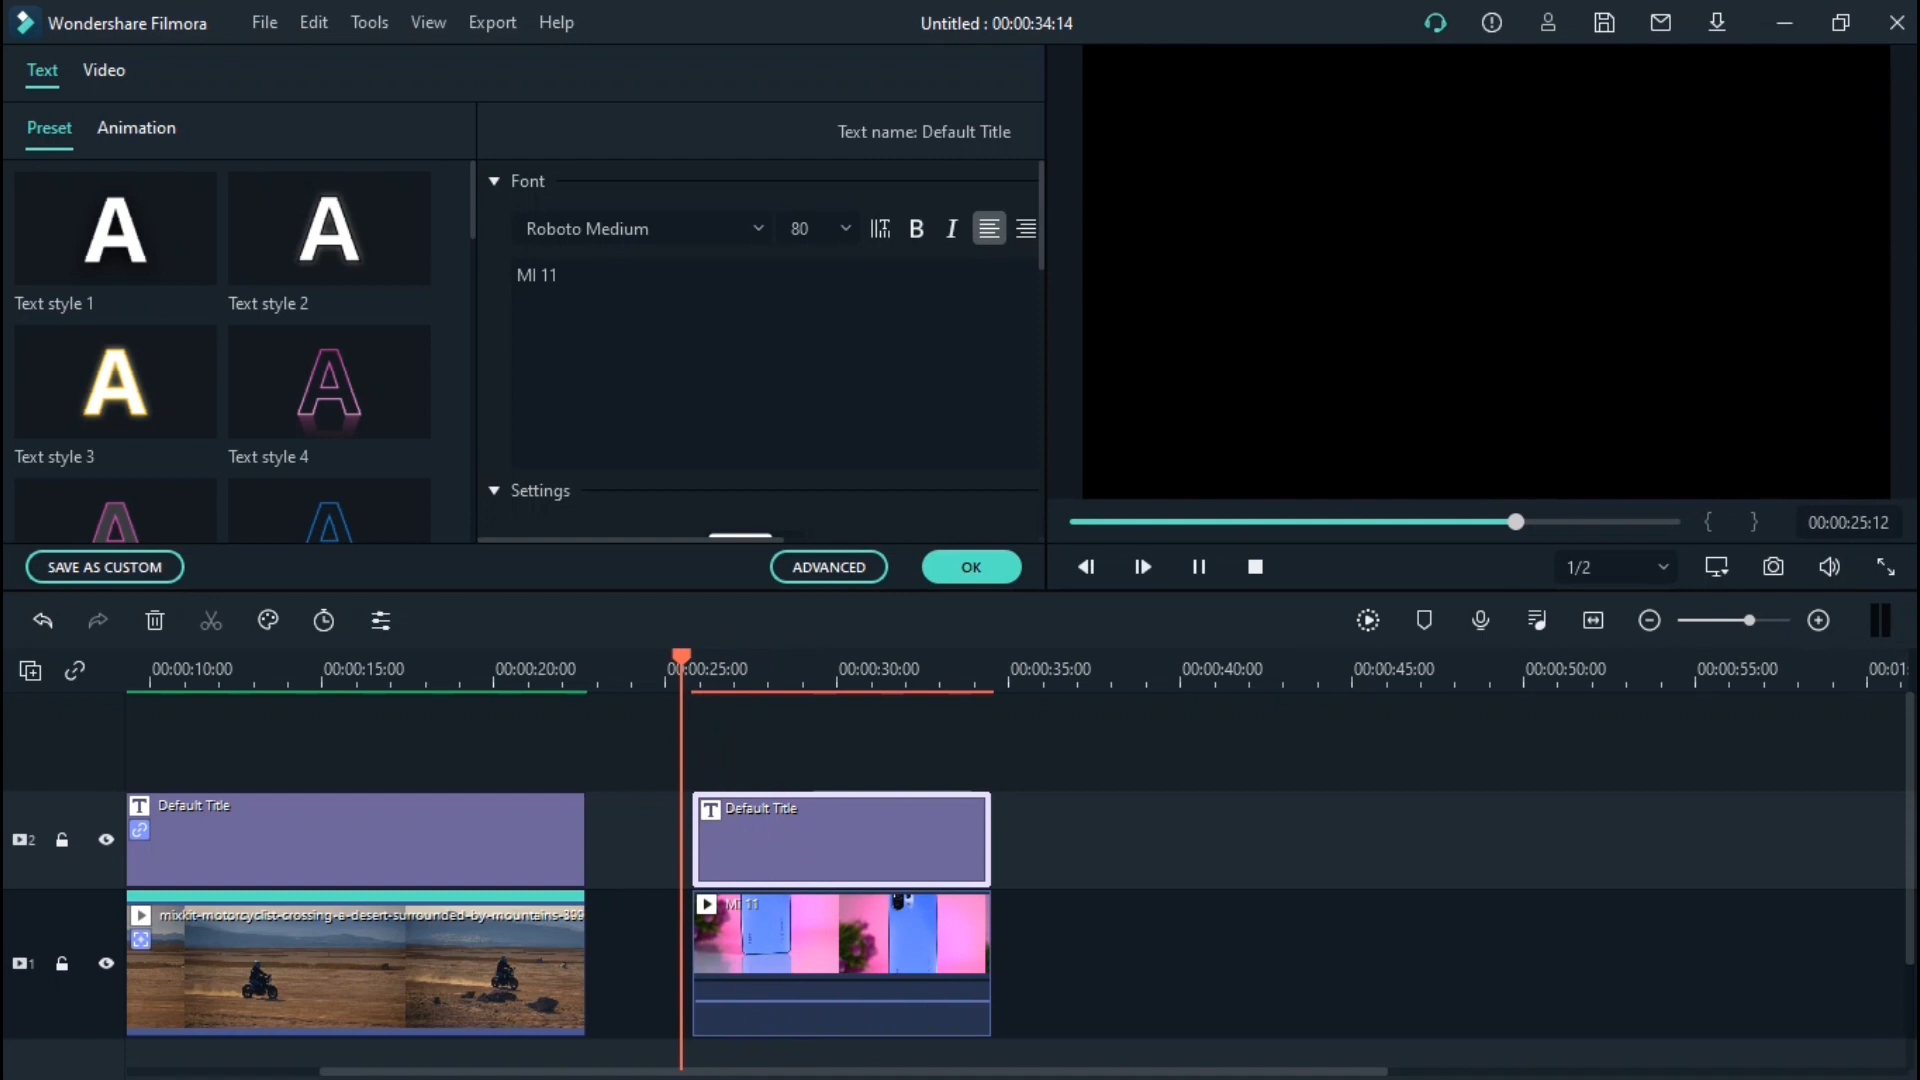 Wondershare Filmora File Edit Tools View Export Help Untitled : 00:00:34:14
Text Video
Preset Animation
Text name: Default Title
Font
Roboto Medium 80 B I
MI 11
A A
Text style 1 Text style 2
A A
Text style 3 Text style 4
Settings
{ } 00:00:25:12
SAVE AS CUSTOM ADVANCED OK
1/2
00:00:10:00 00:00:15:00 00:00:20:00 00:00:25:00 00:00:30:00 00:00:35:00 00:00:40:00 00:00:45:00 00:00:50:00 00:00:55:00 00:01:
T Default Title
T Default Title
2
mixkit-motorcyclist-crossing-a-desert-surrounded-by-mountains-399
Mi 11
1